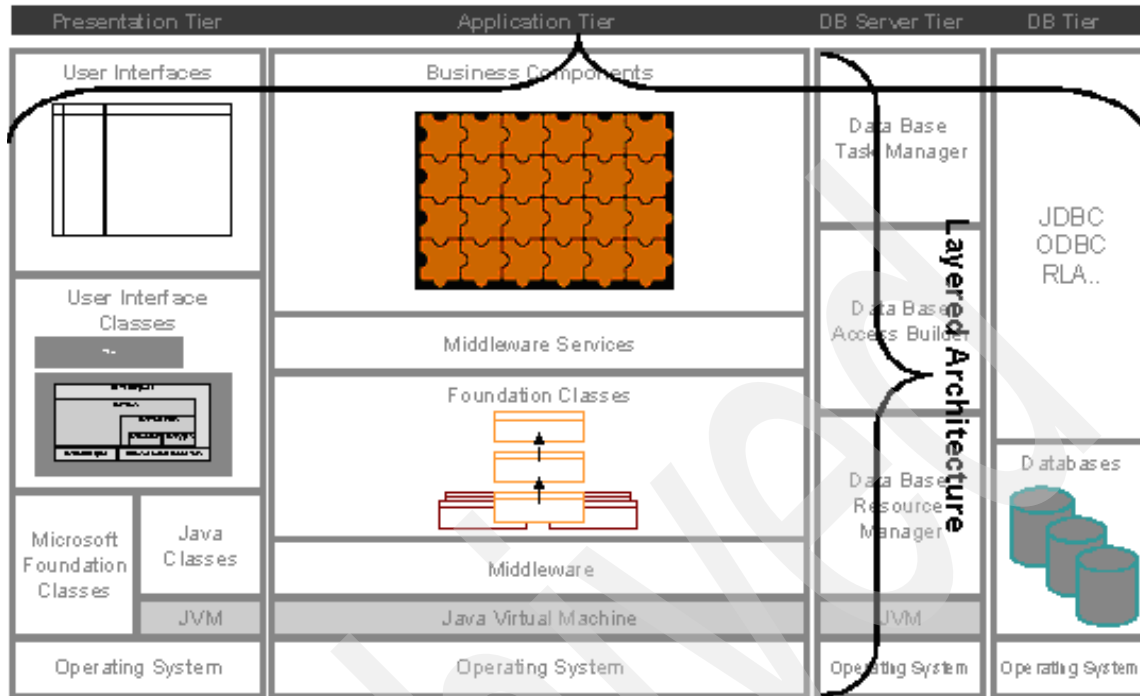 Presentation Tier
Application Tier
DB Server Tier
DB Tier
User Interfaces
User Interface
Classes
Microsoft
Foundation
Classes
Java
Classes
JVM
Operating System
Business Components
Middleware Services
Foundation Classes
Middleware
Java Virtual Machine
Operating System
Data Base
Task Manager
Data Base
Access Builder
Data Base
Resource
Manager
JVM
Operating System
Layered Architecture
JDBC
ODBC
RLA..
Databases
Operating System